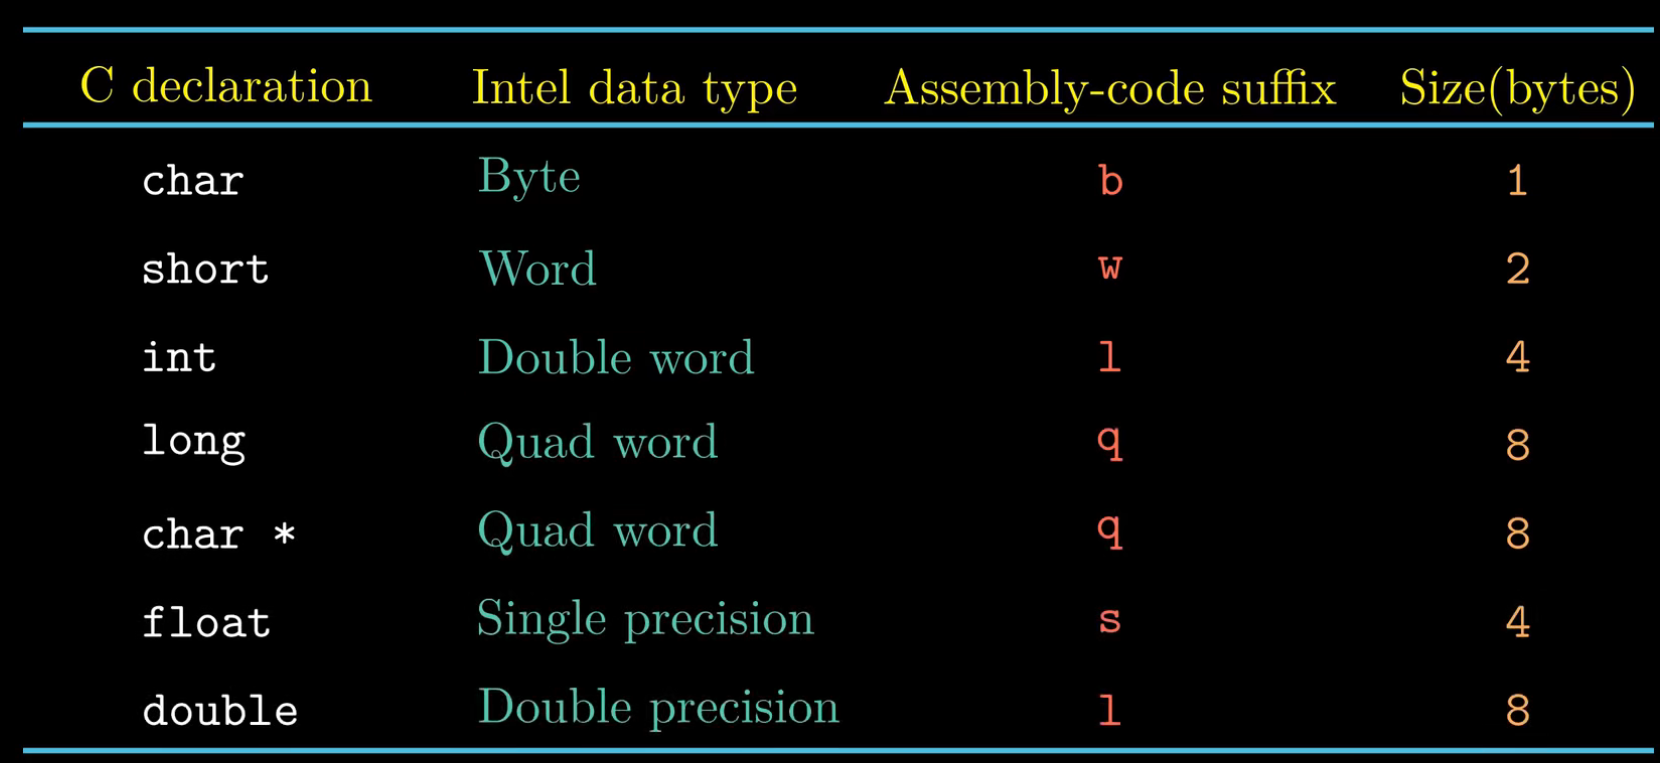 C declaration Intel data type Assembly-code suffix Size(bytes)
char Byte b 1
short Word w 2
int Double word l 4
long Quad word q 8
char * Quad word q 8
float Single precision s 4
double Double precision l 8